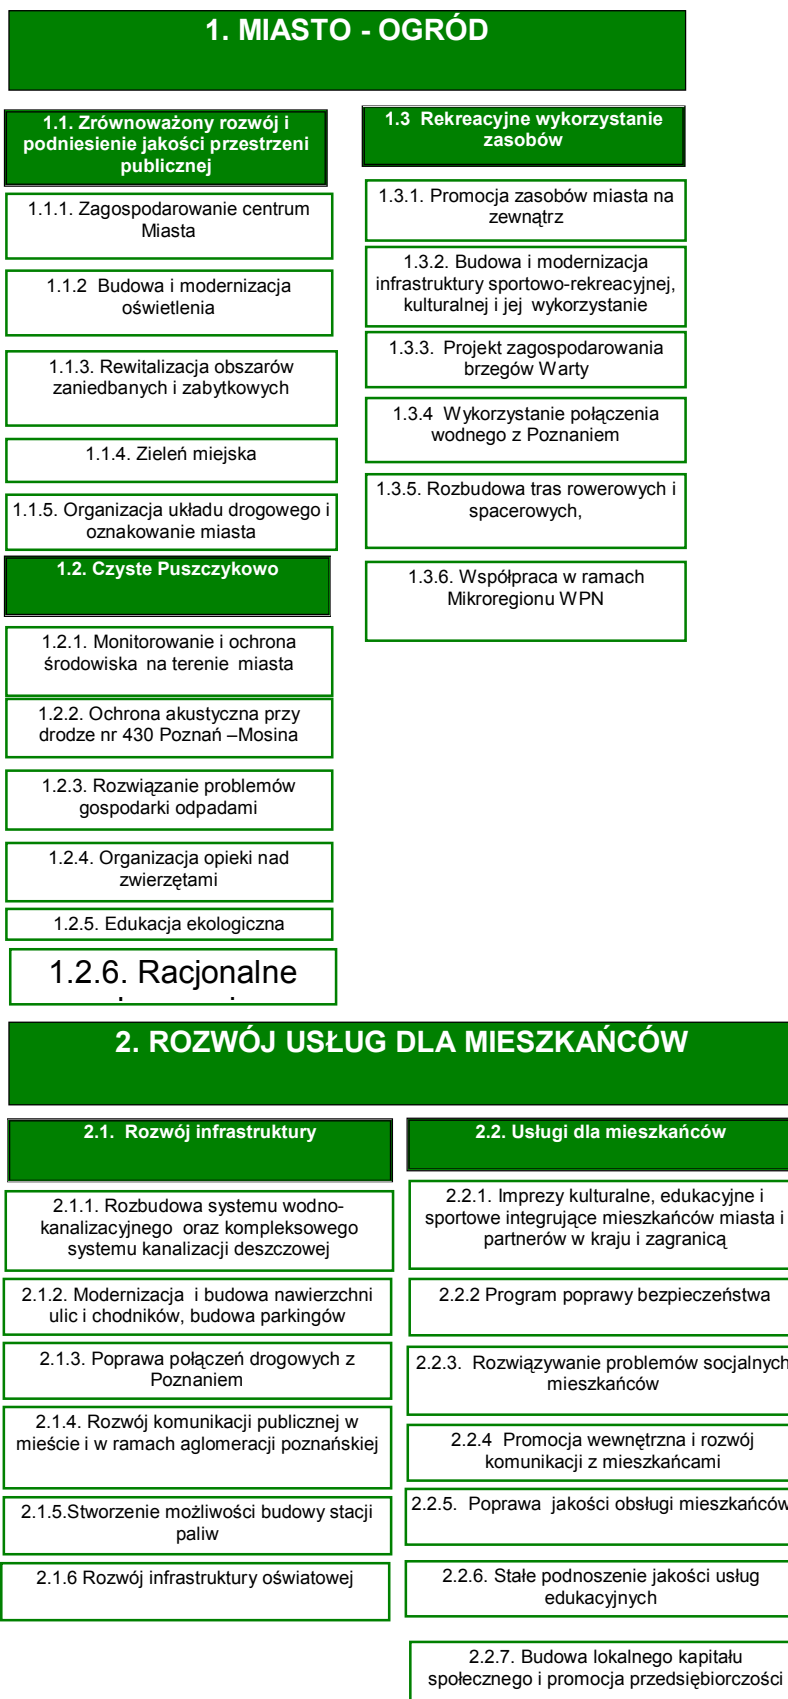 1. MIASTO - OGRÓD
1.1. Zrównoważony rozwój i
podniesienie jakości przestrzeni
publicznej
1.1.1. Zagospodarowanie centrum
Miasta
1.1.2 Budowa i modernizacja
oświetlenia
1.1.3. Rewitalizacja obszarów
zaniedbanych i zabytkowych
1.1.4. Zieleń miejska
1.1.5. Organizacja układu drogowego i
oznakowanie miasta
1.2. Czyste Puszczykowo
1.2.1. Monitorowanie i ochrona
środowiska na terenie miasta
1.2.2. Ochrona akustyczna przy
drodze nr 430 Poznań –Mosina
1.2.3. Rozwiązanie problemów
gospodarki odpadami
1.2.4. Organizacja opieki nad
zwierzętami
1.2.5. Edukacja ekologiczna
1.2.6. Racjonalne
1.3 Rekreacyjne wykorzystanie
zasobów
1.3.1. Promocja zasobów miasta na
zewnątrz
1.3.2. Budowa i modernizacja
infrastruktury sportowo-rekreacyjnej,
kulturalnej i jej wykorzystanie
1.3.3. Projekt zagospodarowania
brzegów Warty
1.3.4 Wykorzystanie połączenia
wodnego z Poznaniem
1.3.5. Rozbudowa tras rowerowych i
spacerowych,
1.3.6. Współpraca w ramach
Mikroregionu WPN
2. ROZWÓJ USŁUG DLA MIESZKAŃCÓW
2.1. Rozwój infrastruktury
2.1.1. Rozbudowa systemu wodno-
kanalizacyjnego oraz kompleksowego
systemu kanalizacji deszczowej
2.1.2. Modernizacja i budowa nawierzchni
ulic i chodników, budowa parkingów
2.1.3. Poprawa połączeń drogowych z
Poznaniem
2.1.4. Rozwój komunikacji publicznej w
mieście i w ramach aglomeracji poznańskiej
2.1.5.Stworzenie możliwości budowy stacji
paliw
2.1.6 Rozwój infrastruktury oświatowej
2.2. Usługi dla mieszkańców
2.2.1. Imprezy kulturalne, edukacyjne i
sportowe integrujące mieszkańców miasta i
partnerów w kraju i zagranicą
2.2.2 Program poprawy bezpieczeństwa
2.2.3. Rozwiązywanie problemów socjalnych
mieszkańców
2.2.4 Promocja wewnętrzna i rozwój
komunikacji z mieszkańcami
2.2.5. Poprawa jakości obsługi mieszkańców
2.2.6. Stałe podnoszenie jakości usług
edukacyjnych
2.2.7. Budowa lokalnego kapitału
społecznego i promocja przedsiębiorczości